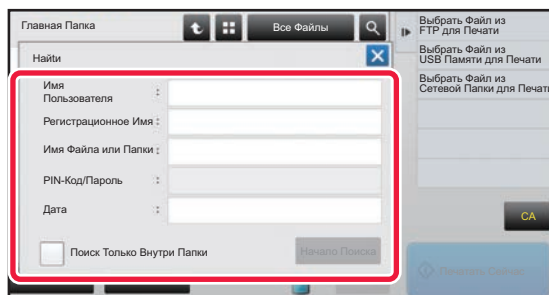 Главная Папка
Все Файлы
Выбрать Файл из
FTP для Печати
Выбрать Файл из
USB Памяти для Печати
Выбрать Файл из
Сетевой Папки для Печати
Найти
Имя
Пользователя :
Регистрационное Имя :
Имя Файла или Папки :
PIN-Код/Пароль :
Дата :
Поиск Только Внутри Папки
Начало Поиска
CA
Печатать Сейчас